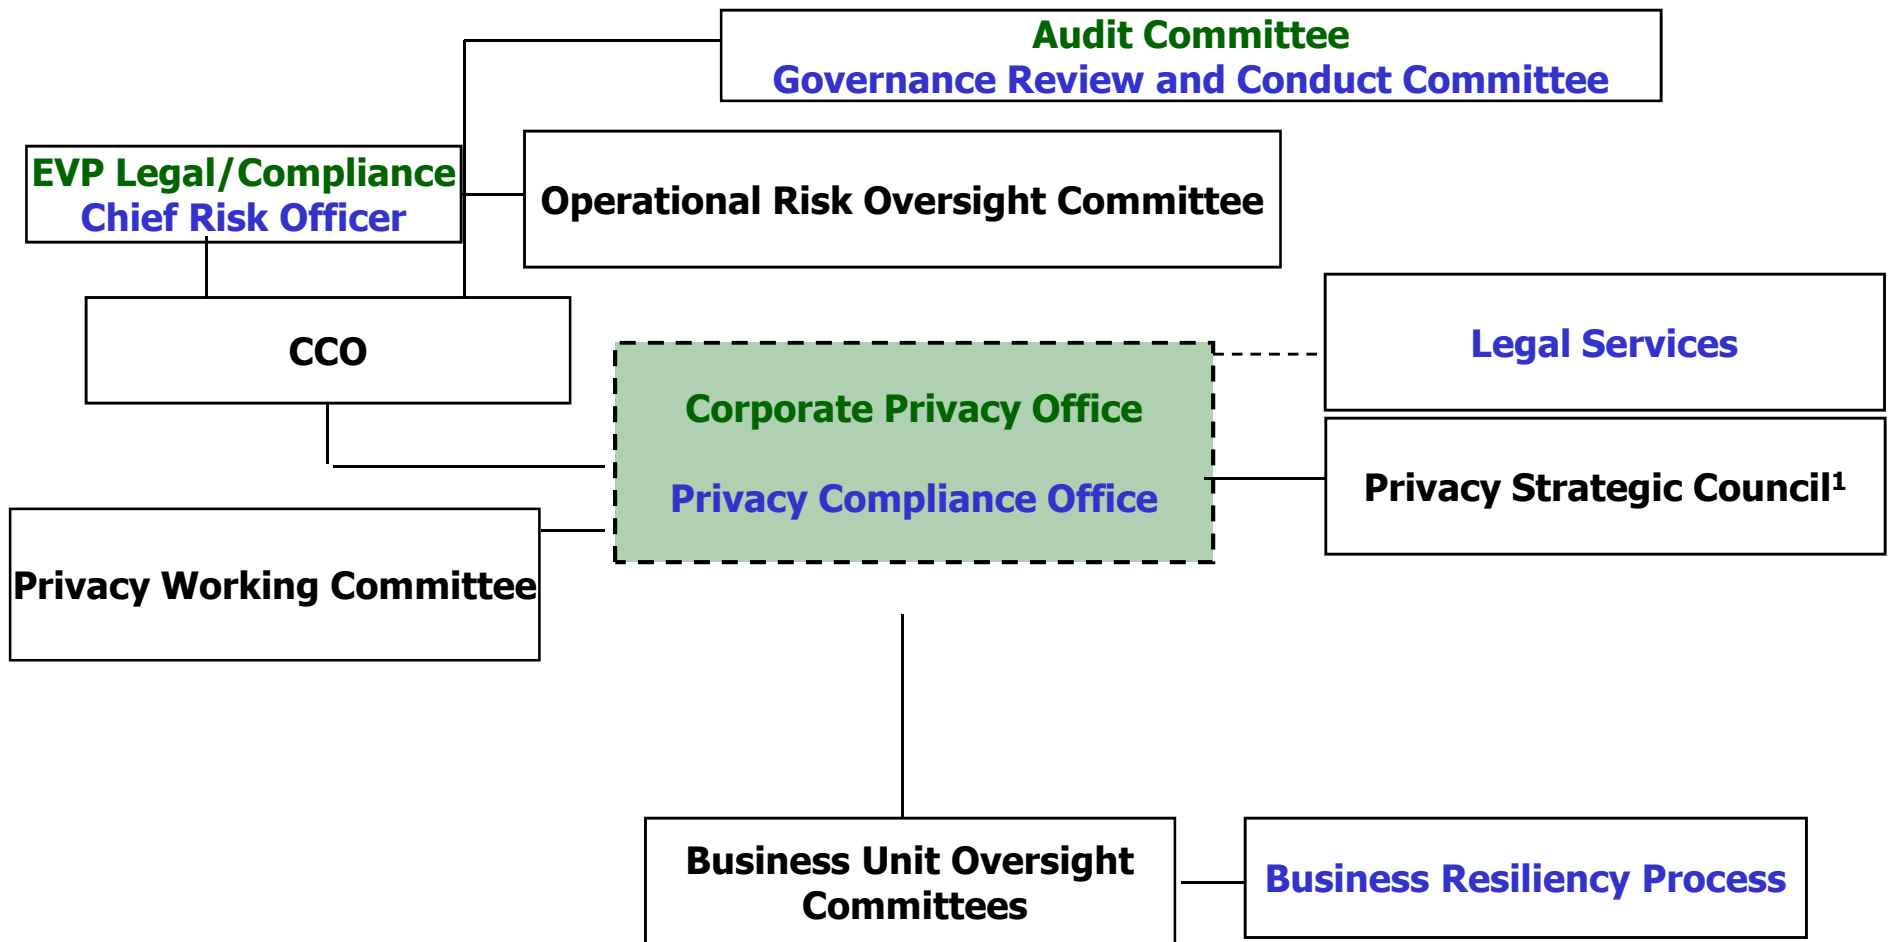 Audit Committee
Governance Review and Conduct Committee
EVP Legal/Compliance
Chief Risk Officer
Operational Risk Oversight Committee
CCO
Legal Services
Corporate Privacy Office
Privacy Compliance Office
Privacy Strategic Council¹
Privacy Working Committee
Business Unit Oversight
Committees
Business Resiliency Process